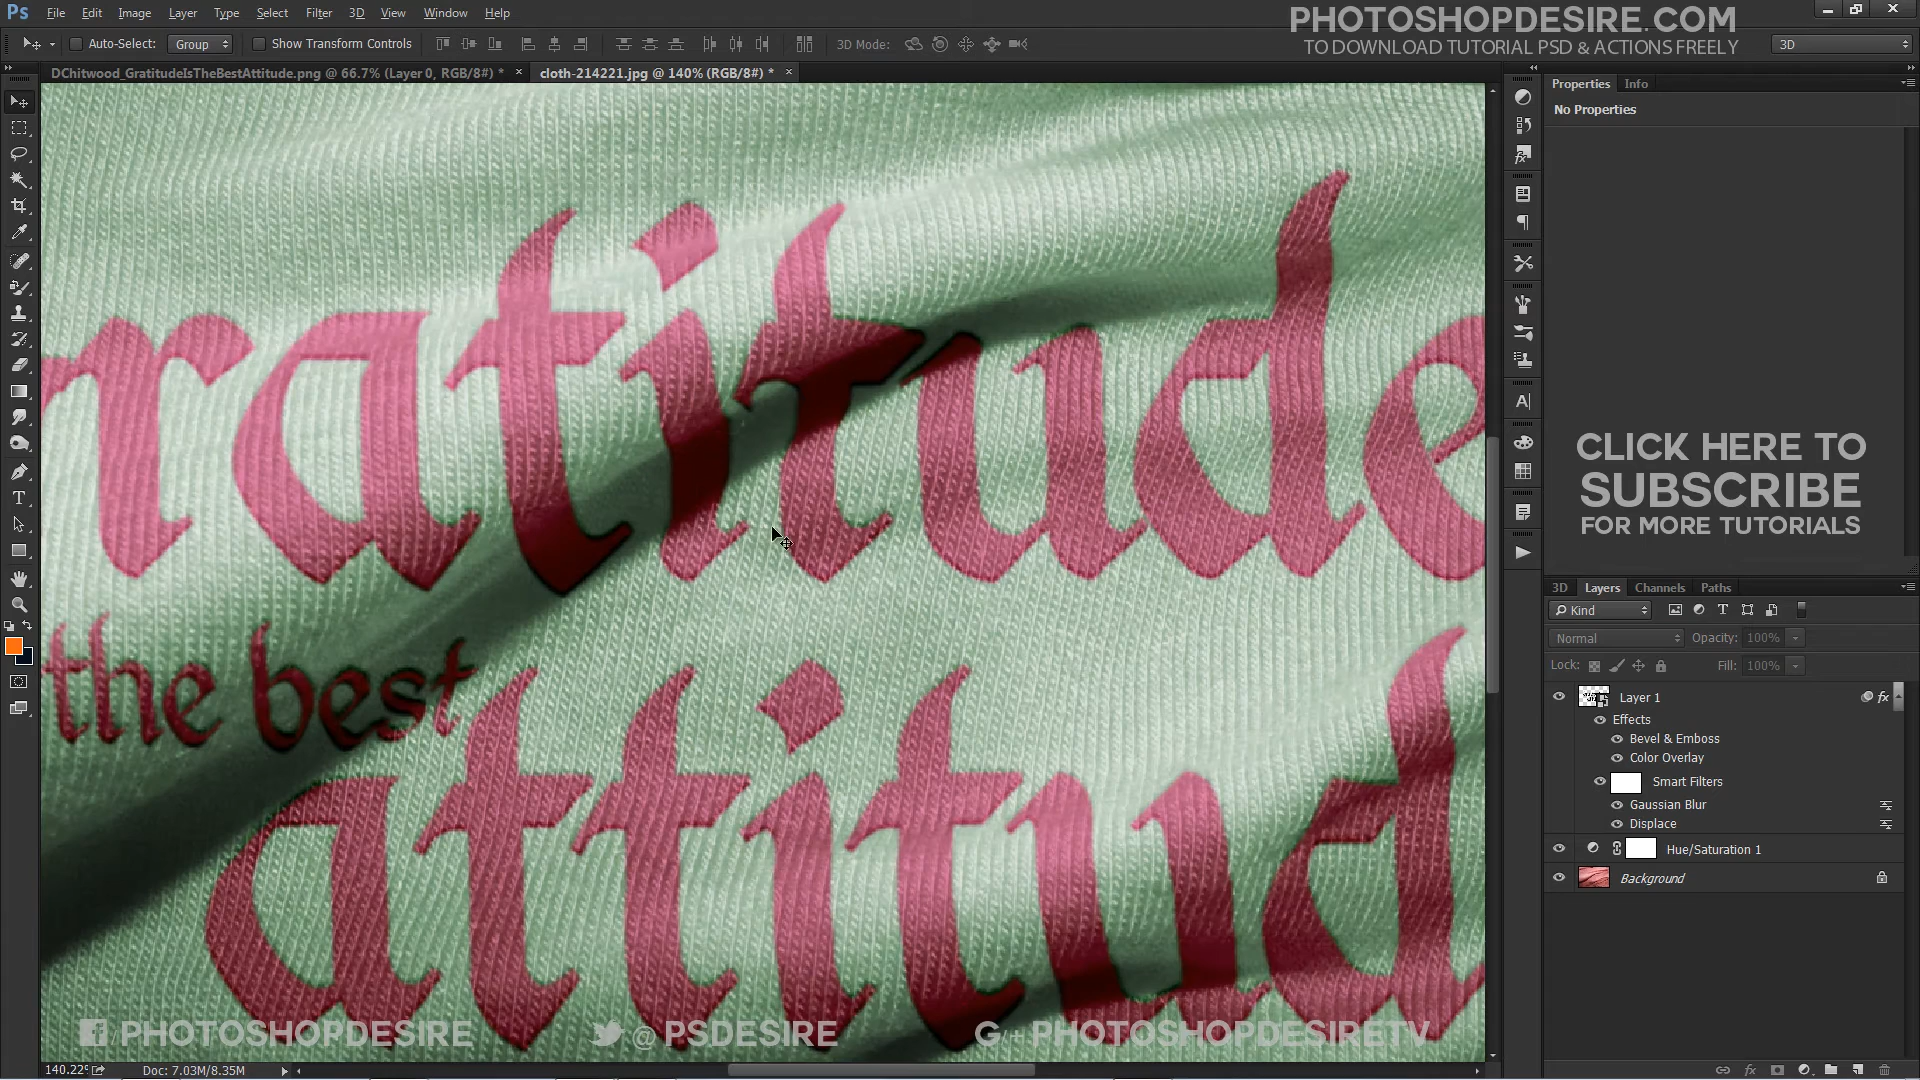 Ps File Edit Image Layer Type Select Filter 3D View Window Help
PHOTOSHOPDESIRE.COM
TO DOWNLOAD TUTORIAL PSD & ACTIONS FREELY
Auto-Select: Group Show Transform Controls 3D Mode: 3D
DChitwood_GratitudeIsTheBestAttitude.png @ 66.7% (Layer 0, RGB/8#) * × cloth-214221.jpg @ 140% (RGB/8#) * ×
Properties Info
No Properties
ratitude
the best
attitud
CLICK HERE TO
SUBSCRIBE
FOR MORE TUTORIALS
3D Layers Channels Paths
Kind
Normal Opacity: 100%
Lock: Fill: 100%
Layer 1 fx
Effects
Bevel & Emboss
Color Overlay
Smart Filters
Gaussian Blur
Displace
Hue/Saturation 1
Background
f/PHOTOSHOPDESIRE @ PSDESIRE G/+ PHOTOSHOPDESIRETV
140.22% Doc: 7.03M/8.35M